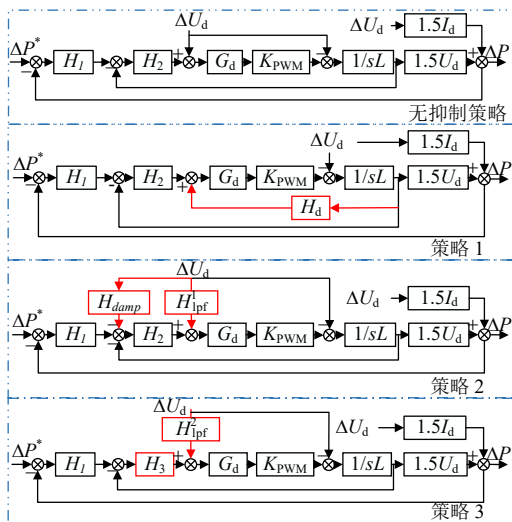 ΔU_d 1.5I_d
ΔP* H_1 H_2 + G_d K_PWM 1/sL 1.5U_d + ΔP
− − − +
无抑制策略
ΔU_d 1.5I_d
ΔP* H_1 H_2 G_d K_PWM 1/sL 1.5U_d + ΔP
− - + − +
H_d
策略 1
ΔU_d
H_damp H_lpf^1 ΔU_d 1.5I_d
ΔP* H_1 H_2 + G_d K_PWM 1/sL 1.5U_d + ΔP
− − − − +
策略 2
ΔU_d
H_lpf^2 ΔU_d 1.5I_d
ΔP* H_1 H_3 + G_d K_PWM 1/sL 1.5U_d + ΔP
− − − +
策略 3